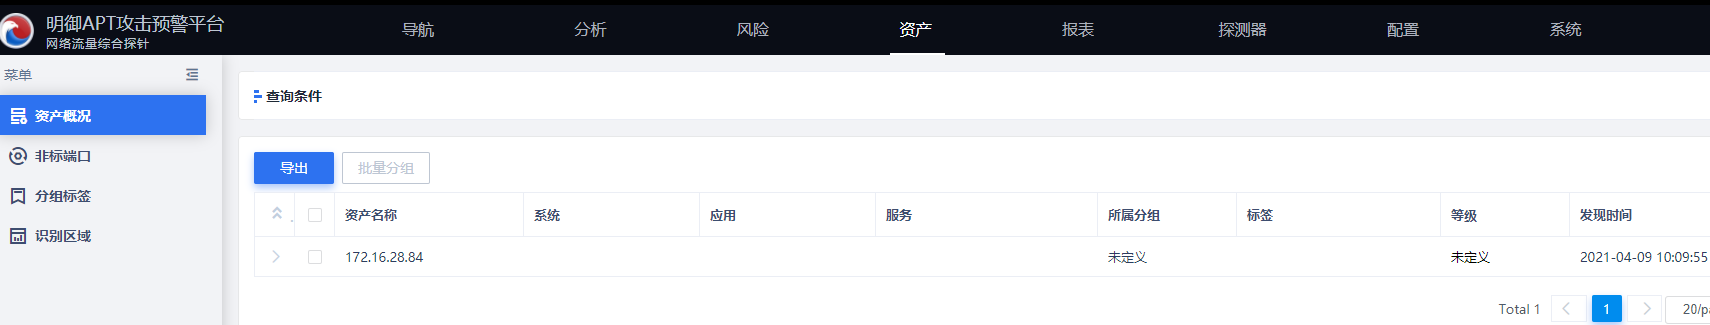 明御APT攻击预警平台
网络流量综合探针
导航 分析 风险 资产 报表 探测器 配置 系统
菜单
资产概况
非标端口
分组标签
识别区域
查询条件
导出 批量分组
资产名称 系统 应用 服务 所属分组 标签 等级 发现时间
172.16.28.84 未定义 未定义 2021-04-09 10:09:55
Total 1 1 20/pa